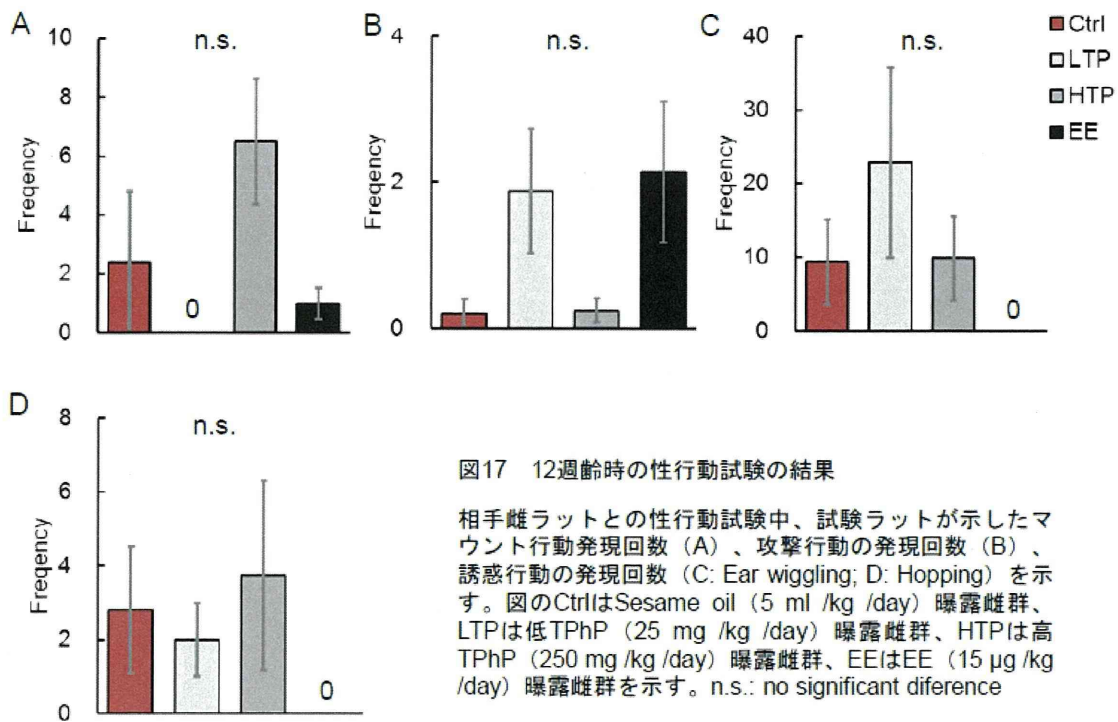 A
n.s.
10
8
6
4
2
0
Freqency
0
B
n.s.
4
2
0
Freqency
C
n.s.
40
30
20
10
0
Freqency
0
Ctrl
LTP
HTP
EE
D
n.s.
8
6
4
2
0
Freqency
0
図17 12週齢時の性行動試験の結果
相手雌ラットとの性行動試験中、試験ラットが示したマ
ウント行動発現回数（A）、攻撃行動の発現回数（B）、
誘惑行動の発現回数（C: Ear wiggling; D: Hopping）を示
す。図のCtrlはSesame oil（5 ml /kg /day）曝露雌群、
LTPは低TPhP（25 mg /kg /day）曝露雌群、HTPは高
TPhP（250 mg /kg /day）曝露雌群、EEはEE（15 μg /kg
/day）曝露雌群を示す。n.s.: no significant diference